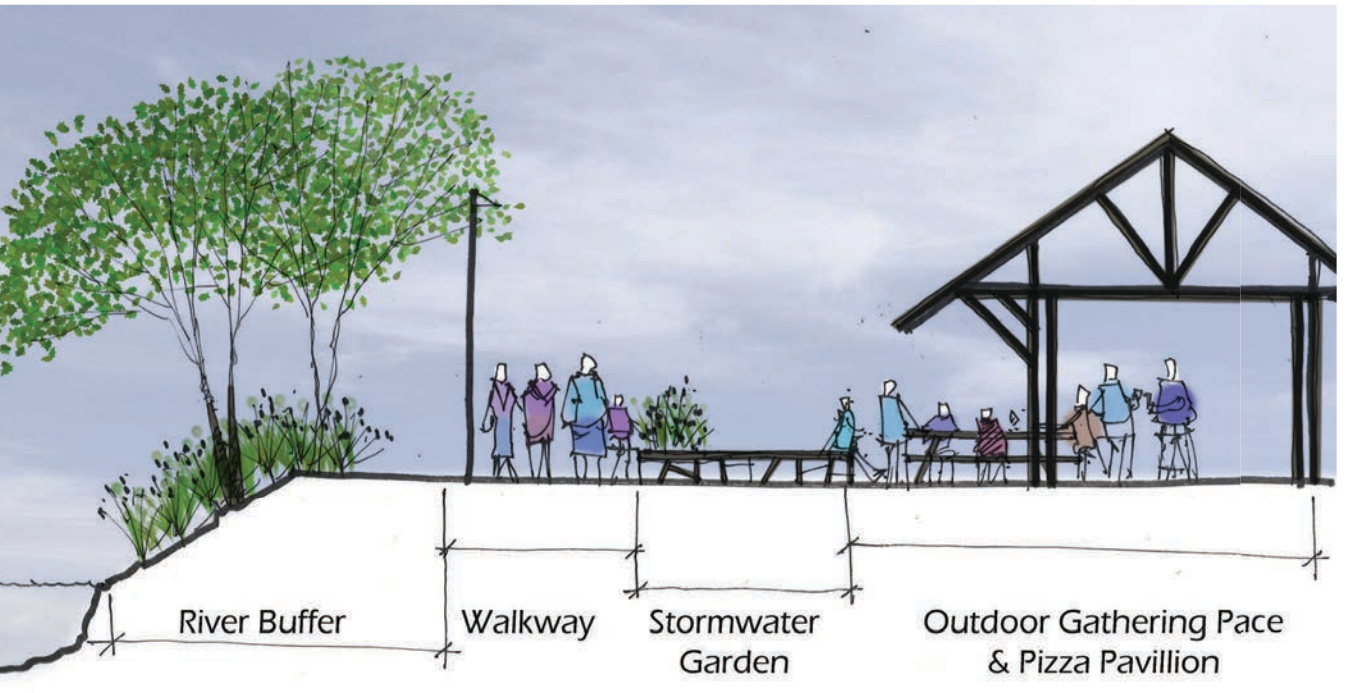 River Buffer
Walkway
Stormwater
Garden
Outdoor Gathering Pace
& Pizza Pavillion